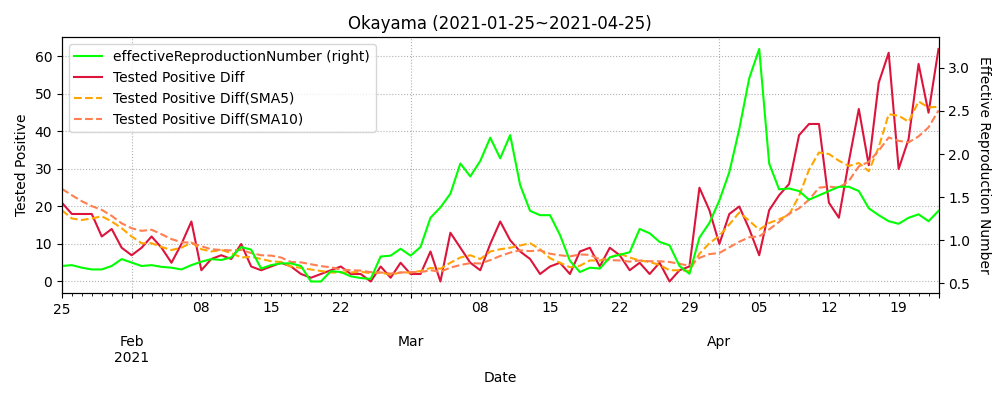 Okayama (2021-01-25~2021-04-25)
effectiveReproductionNumber (right)
Tested Positive Diff
Tested Positive Diff(SMA5)
Tested Positive Diff(SMA10)
Tested Positive
60
50
40
30
20
10
0
Effective Reproduction Number
3.0
2.5
2.0
1.5
1.0
0.5
25 08 15 22 08 15 22 29 05 12 19
Feb Mar Apr
2021
Date